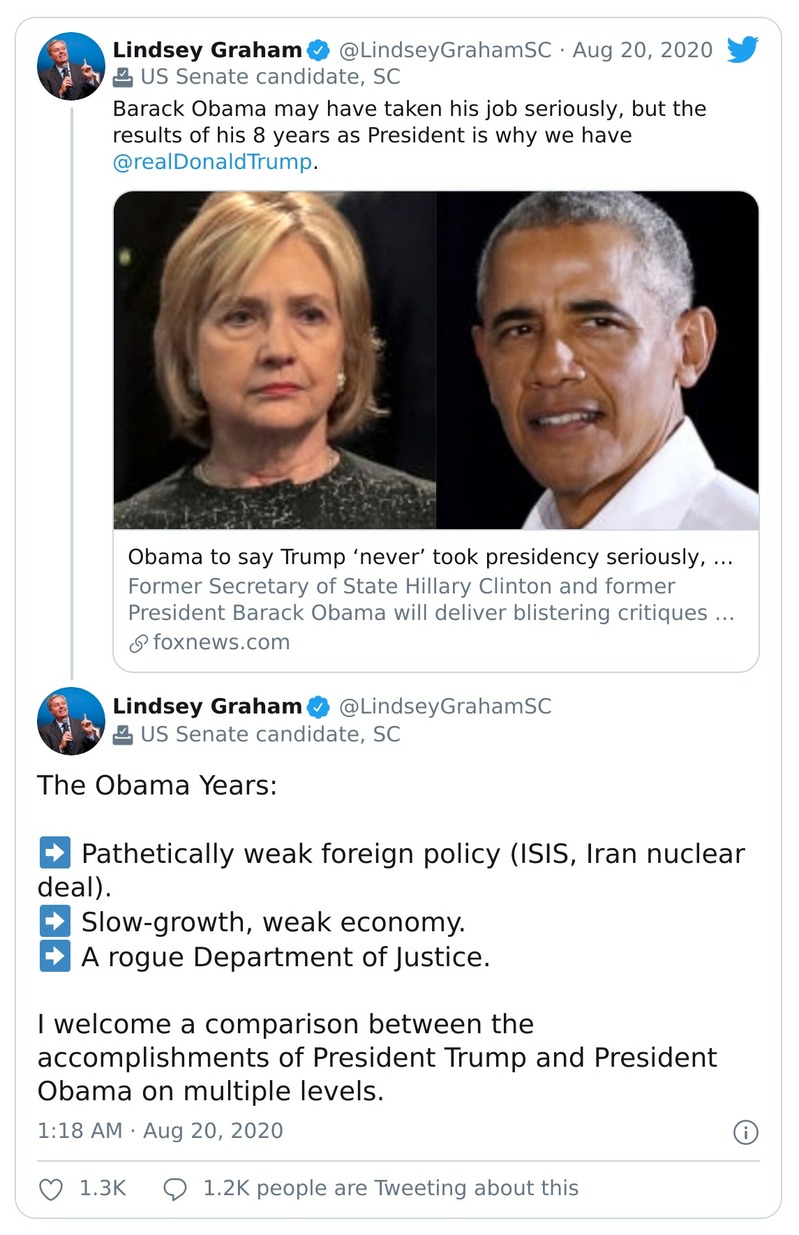 Lindsey Graham @LindseyGrahamSC · Aug 20, 2020
US Senate candidate, SC
Barack Obama may have taken his job seriously, but the
results of his 8 years as President is why we have
@realDonaldTrump.
Obama to say Trump ‘never’ took presidency seriously, ...
Former Secretary of State Hillary Clinton and former
President Barack Obama will deliver blistering critiques ...
foxnews.com
Lindsey Graham @LindseyGrahamSC
US Senate candidate, SC
The Obama Years:
➡️ Pathetically weak foreign policy (ISIS, Iran nuclear
deal).
➡️ Slow-growth, weak economy.
➡️ A rogue Department of Justice.
I welcome a comparison between the
accomplishments of President Trump and President
Obama on multiple levels.
1:18 AM · Aug 20, 2020
1.3K 1.2K people are Tweeting about this